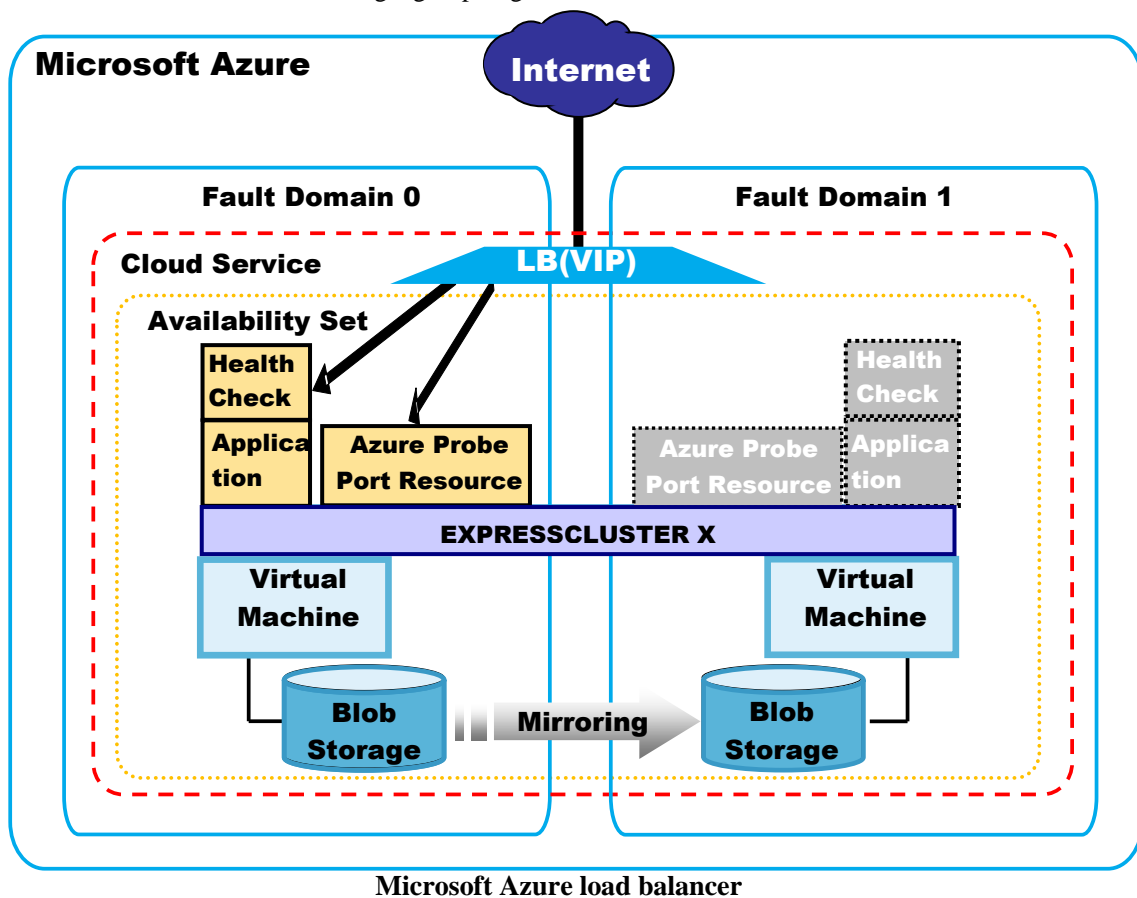 Internet
Microsoft Azure
Fault Domain 0
Fault Domain 1
LB(VIP)
Cloud Service
Availability Set
Health
Check
Applica
tion
Azure Probe
Port Resource
Azure Probe
Port Resource
Health
Check
Applica
tion
EXPRESSCLUSTER X
Virtual
Machine
Virtual
Machine
Blob
Storage
Mirroring
Blob
Storage
Microsoft Azure load balancer